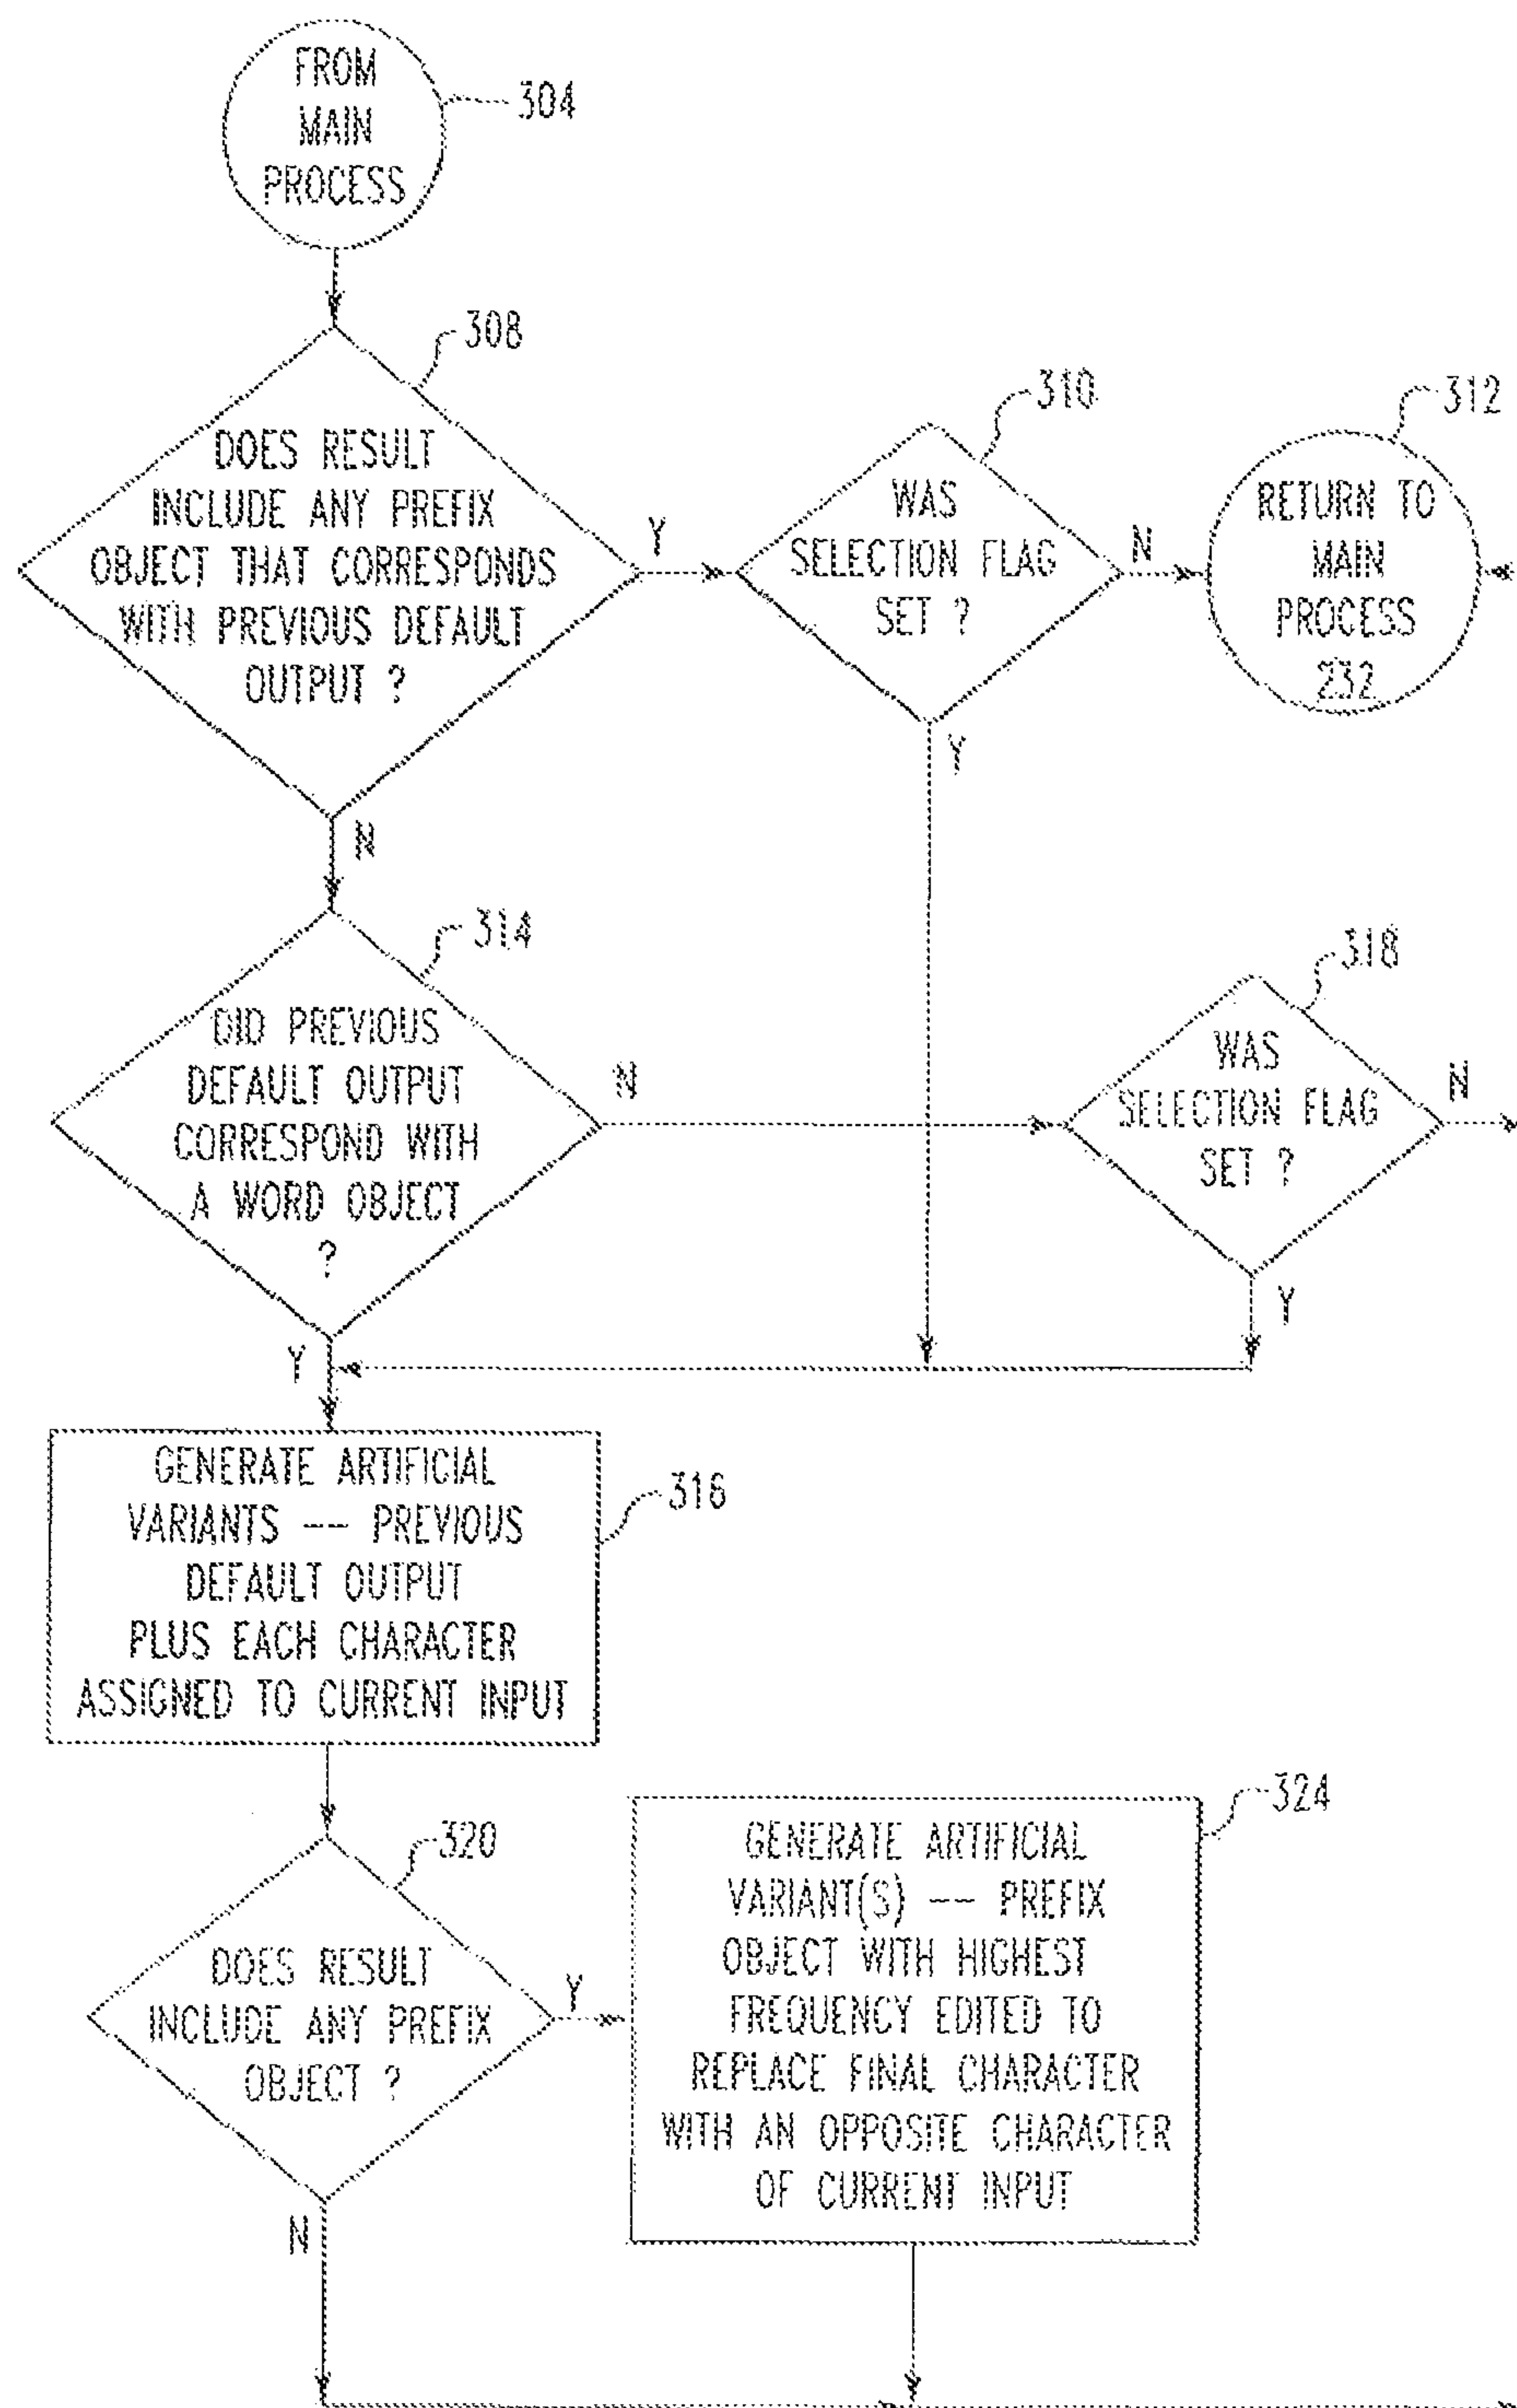 FROM
MAIN
PROCESS
304
308
DOES RESULT
INCLUDE ANY PREFIX
OBJECT THAT CORRESPONDS
WITH PREVIOUS DEFAULT
OUTPUT ?
Y
N
310
WAS
SELECTION FLAG
SET ?
N
Y
312
RETURN TO
MAIN
PROCESS
232
314
DID PREVIOUS
DEFAULT OUTPUT
CORRESPOND WITH
A WORD OBJECT
?
N
Y
318
WAS
SELECTION FLAG
SET ?
N
Y
GENERATE ARTIFICIAL
VARIANTS -- PREVIOUS
DEFAULT OUTPUT
PLUS EACH CHARACTER
ASSIGNED TO CURRENT INPUT
316
320
DOES RESULT
INCLUDE ANY PREFIX
OBJECT ?
Y
N
324
GENERATE ARTIFICIAL
VARIANT(S) -- PREFIX
OBJECT WITH HIGHEST
FREQUENCY EDITED TO
REPLACE FINAL CHARACTER
WITH AN OPPOSITE CHARACTER
OF CURRENT INPUT